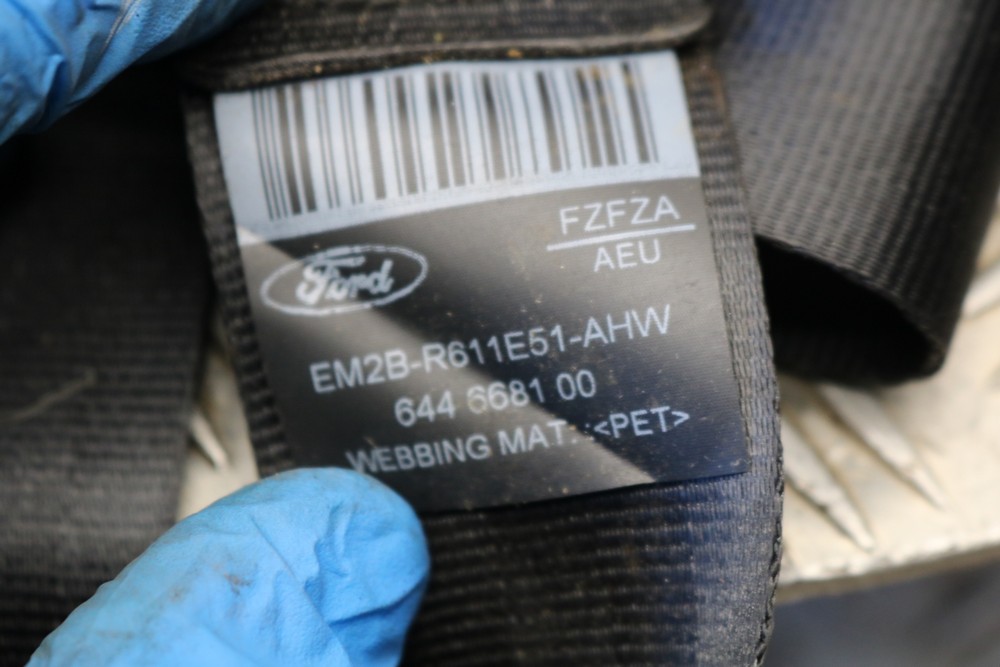 FZFZA
AEU
Ford
EM2B-R611E51-AHW
644 6681 00
WEBBING MAT.:<PET>